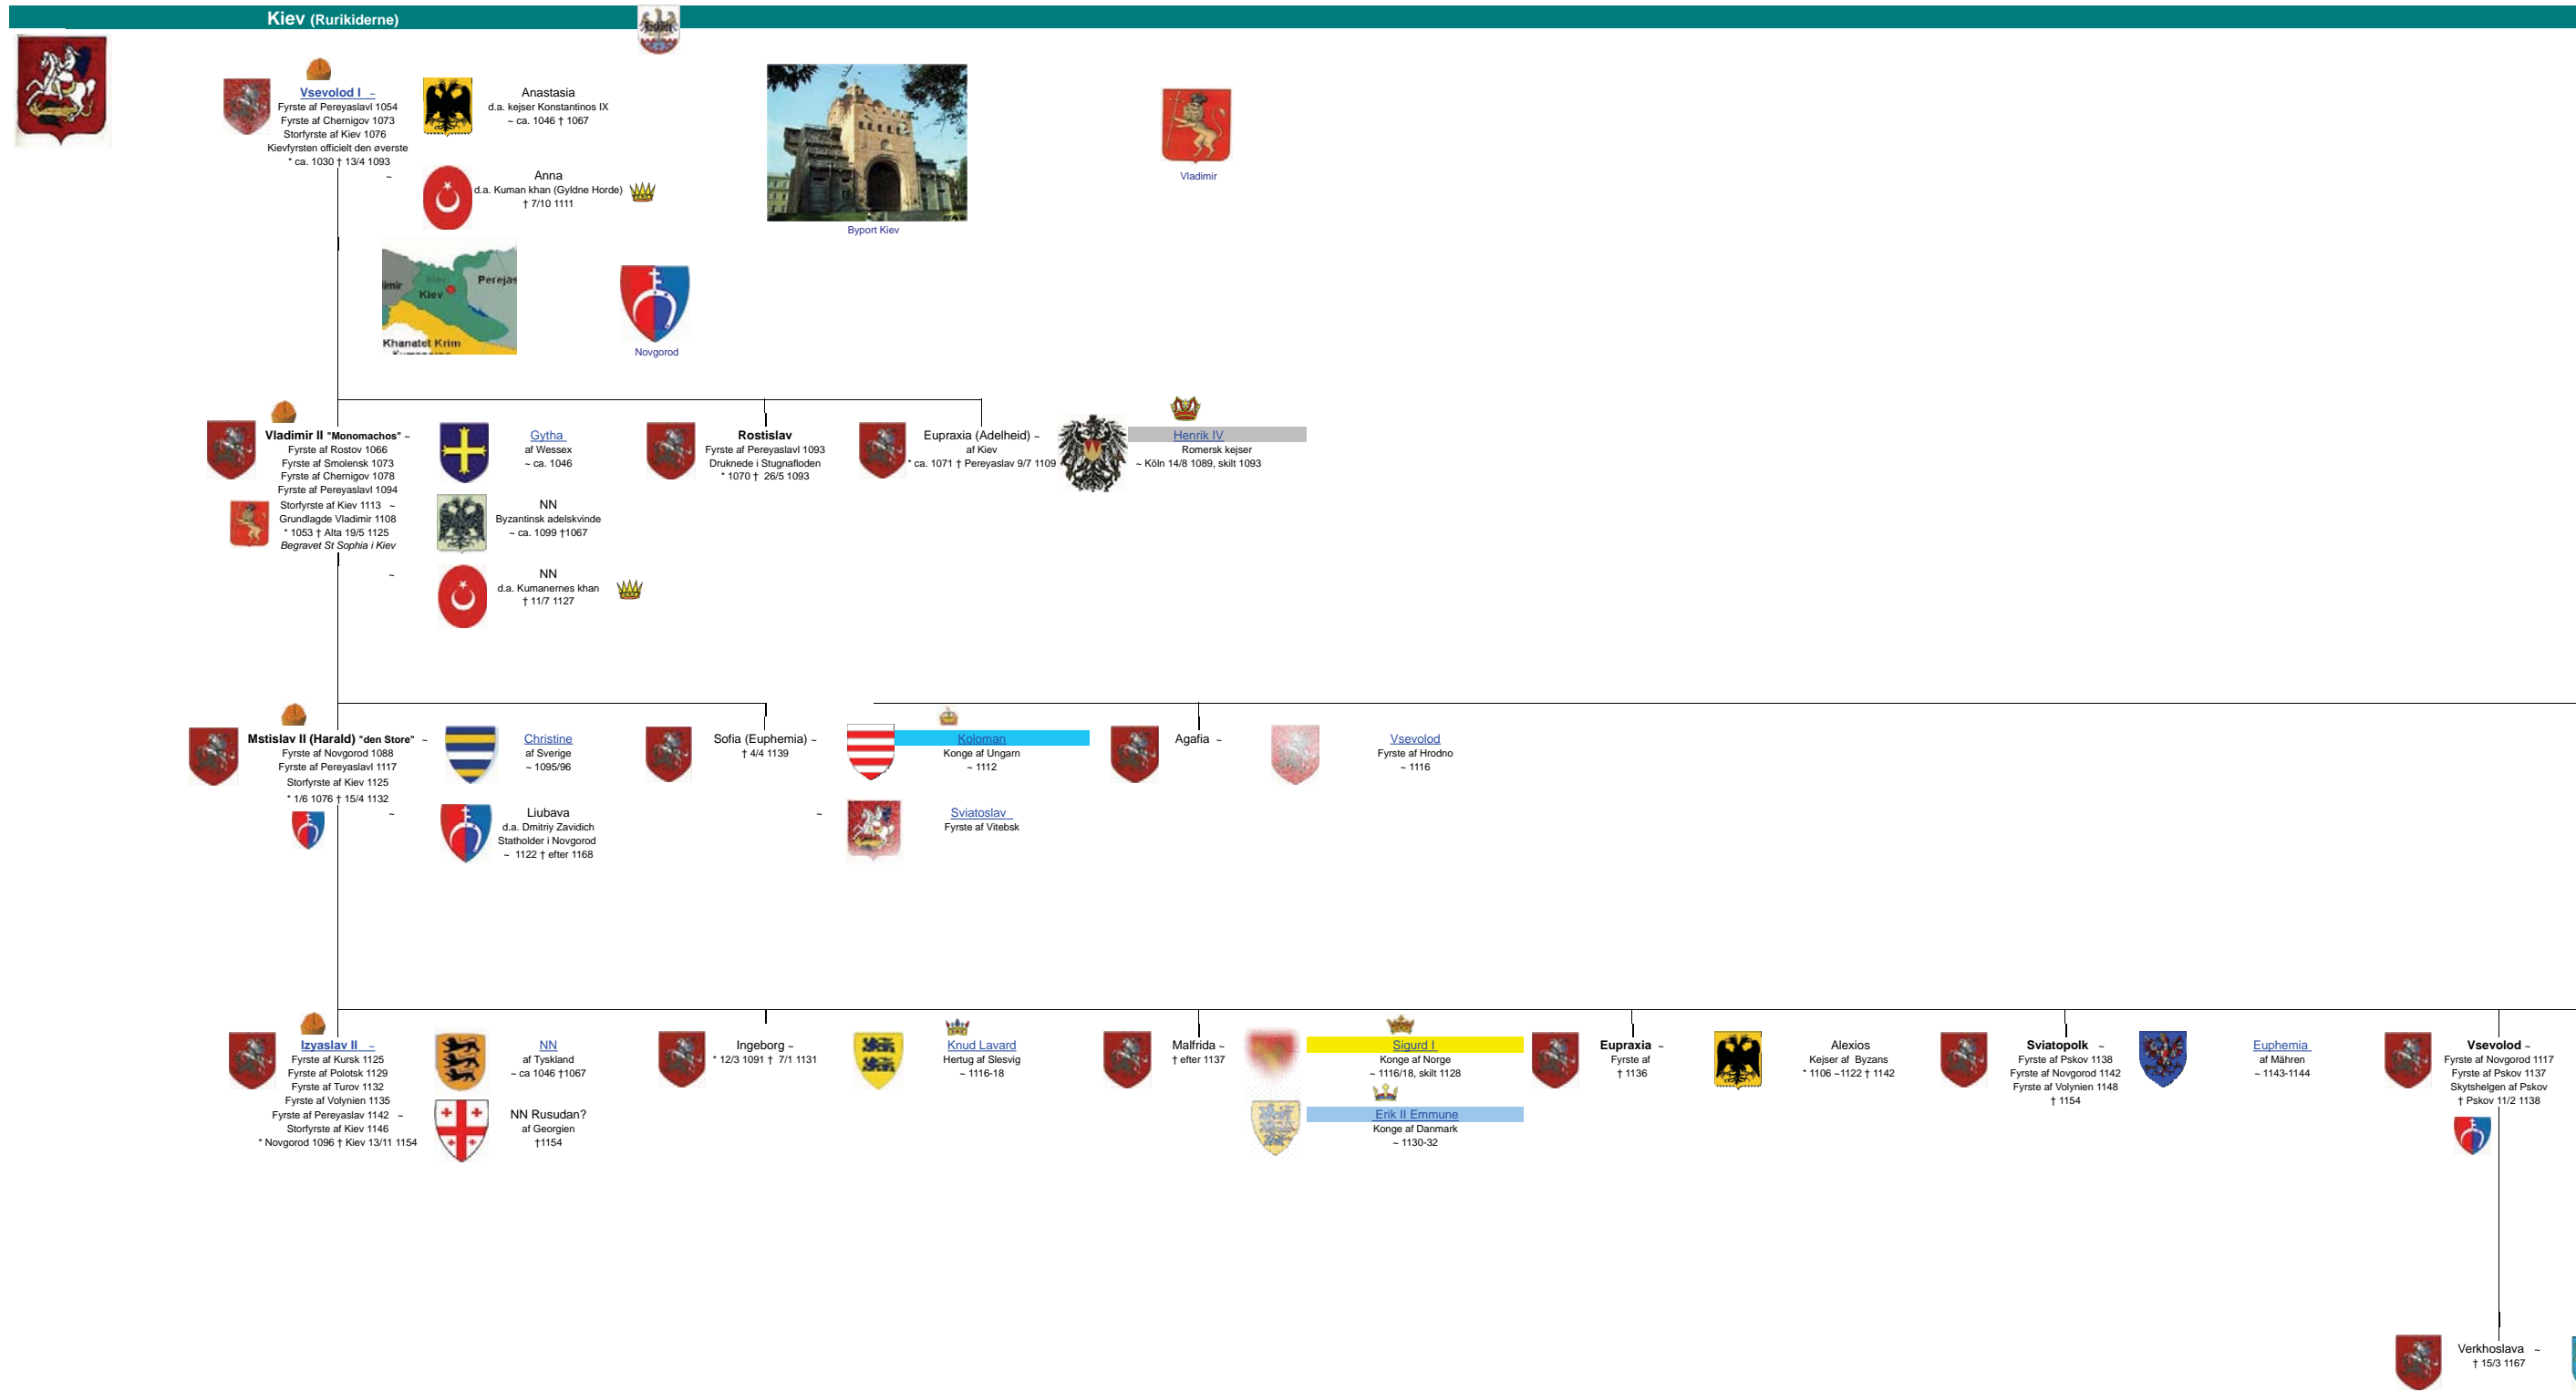 Kiev (Rurikiderne)
Roskilde
Vsevolod I ~
Fyrste af Pereyaslavl 1054
Fyrste af Chernigov 1073
Storfyrste af Kiev 1076
Kievfyrsten officielt den øverste
* ca. 1030 † 13/4 1093
~
Anastasia
d.a. kejser Konstantinos IX
~ ca. 1046 † 1067
Anna
d.a. Kuman khan (Gyldne Horde)
† 7/10 1111
Byport Kiev
Vladimir
Kiev
Perejas
imir
Kiev
Khanatet Krim
Novgorod
Vladimir II "Monomachos" ~
Fyrste af Rostov 1066
Fyrste af Smolensk 1073
Fyrste af Chernigov 1078
Fyrste af Pereyaslavl 1094
Storfyrste af Kiev 1113 ~
Grundlagde Vladimir 1108
* 1053 † Alta 19/5 1125
Begravet St Sophia i Kiev
~
Gytha
af Wessex
~ ca. 1046
NN
Byzantinsk adelskvinde
~ ca. 1099 †1067
NN
d.a. Kumanernes khan
† 11/7 1127
Rostislav
Fyrste af Pereyaslavl 1093
Druknede i Stugnafloden
* 1070 † 26/5 1093
Eupraxia (Adelheid) ~
af Kiev
* ca. 1071 † Pereyaslav 9/7 1109
Henrik IV
Romersk kejser
~ Köln 14/8 1089, skilt 1093
Mstislav II (Harald) "den Store" ~
Fyrste af Novgorod 1088
Fyrste af Pereyaslavl 1117
Storfyrste af Kiev 1125
* 1/6 1076 † 15/4 1132
~
Christine
af Sverige
~ 1095/96
Liubava
d.a. Dmitriy Zavidich
Statholder i Novgorod
~ 1122 † efter 1168
Sofia (Euphemia) ~
† 4/4 1139
~
Koloman
Konge af Ungarn
~ 1112
Sviatoslav
Fyrste af Vitebsk
Agafia ~
Vsevolod
Fyrste af Hrodno
~ 1116
Izyaslav II ~
Fyrste af Kursk 1125
Fyrste af Polotsk 1129
Fyrste af Turov 1132
Fyrste af Volynien 1135
Fyrste af Pereyaslav 1142 ~
Storfyrste af Kiev 1146
* Novgorod 1096 † Kiev 13/11 1154
NN
af Tyskland
~ ca 1046 †1067
NN Rusudan?
af Georgien
†1154
Ingeborg ~
* 12/3 1091 † 7/1 1131
Knud Lavard
Hertug af Slesvig
~ 1116-18
Malfrida ~
† efter 1137
Sigurd I
Konge af Norge
~ 1116/18, skilt 1128
Erik II Emmune
Konge af Danmark
~ 1130-32
Eupraxia ~
Fyrste af
† 1136
Alexios
Kejser af Byzans
* 1106 ~1122 † 1142
Sviatopolk ~
Fyrste af Pskov 1138
Fyrste af Novgorod 1142
Fyrste af Volynien 1148
† 1154
Euphemia
af Mähren
~ 1143-1144
Vsevolod ~
Fyrste af Novgorod 1117
Fyrste af Pskov 1137
Skytshelgen af Pskov
† Pskov 11/2 1138
Verkhoslava ~
† 15/3 1167